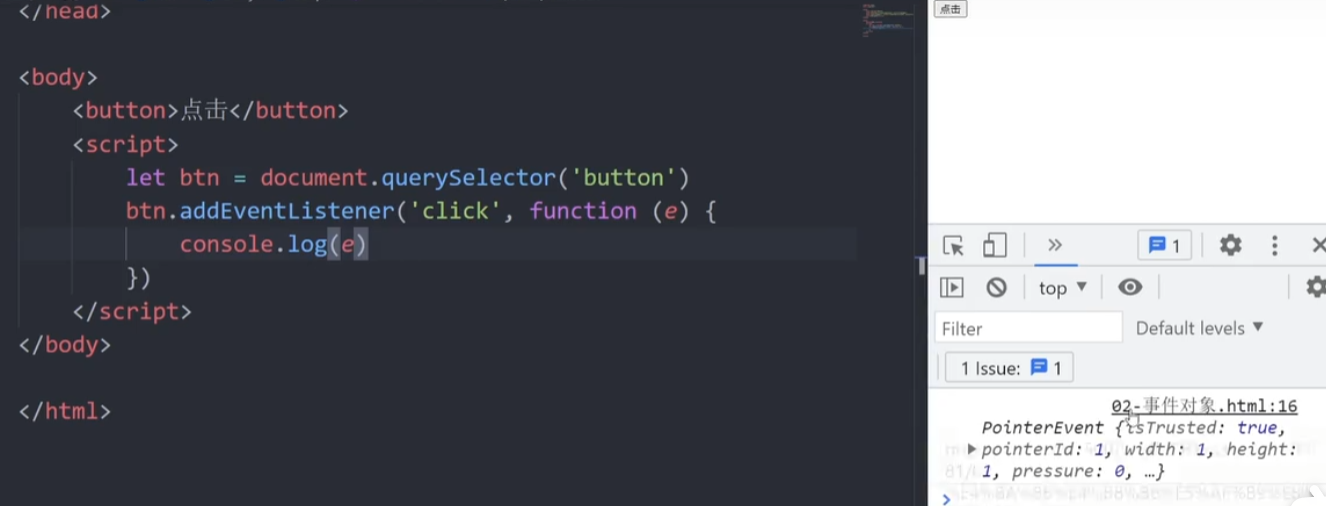 </head>
<body>
<button>点击</button>
<script>
let btn = document.querySelector('button')
btn.addEventListener('click', function (e) {
console.log(e)
})
</script>
</body>
</html>
点击
1
top
Filter
Default levels
1 Issue: 1
02-事件对象.html:16
PointerEvent {isTrusted: true,
pointerId: 1, width: 1, height:
1, pressure: 0, …}